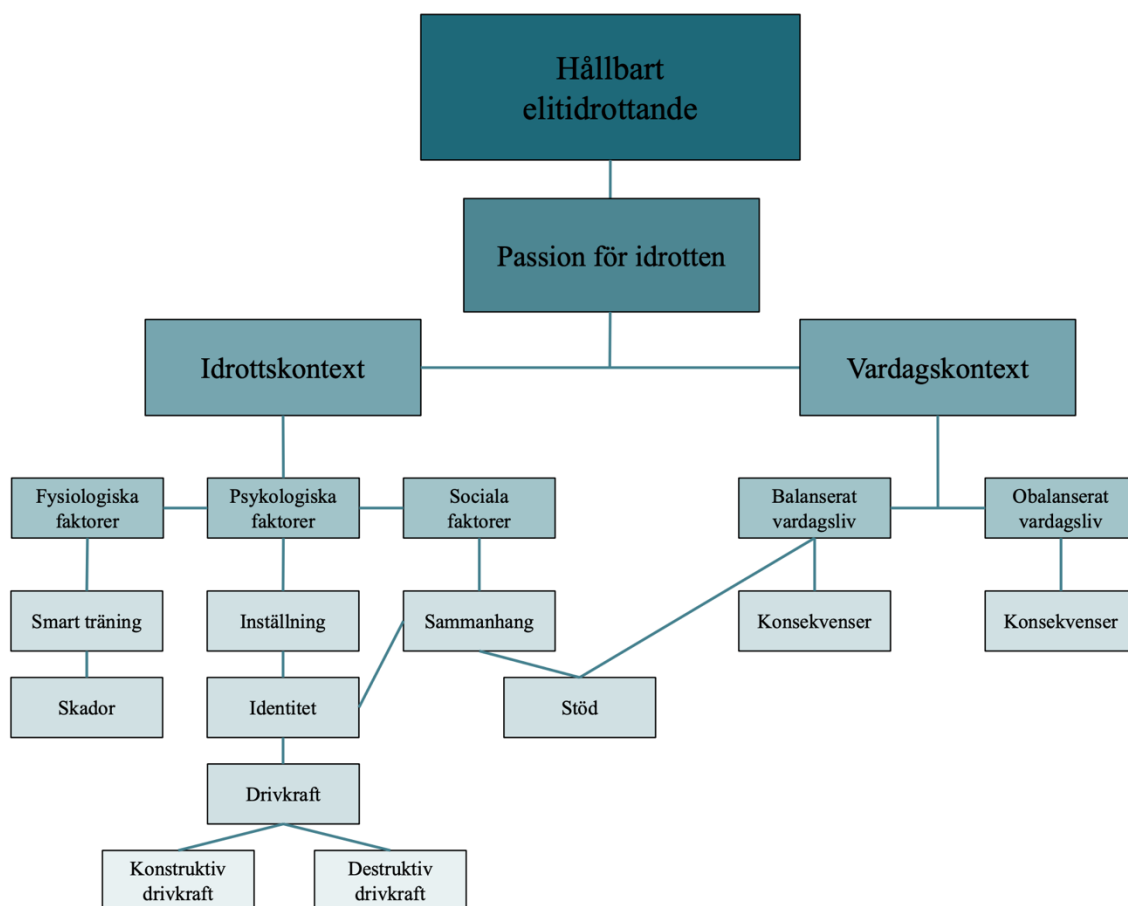 Hållbart
elitidrottande
Passion för idrotten
Idrottskontext
Vardagskontext
Fysiologiska
faktorer
Psykologiska
faktorer
Sociala
faktorer
Balanserat
vardagsliv
Obalanserat
vardagsliv
Smart träning
Inställning
Sammanhang
Konsekvenser
Konsekvenser
Skador
Identitet
Stöd
Drivkraft
Konstruktiv
drivkraft
Destruktiv
drivkraft